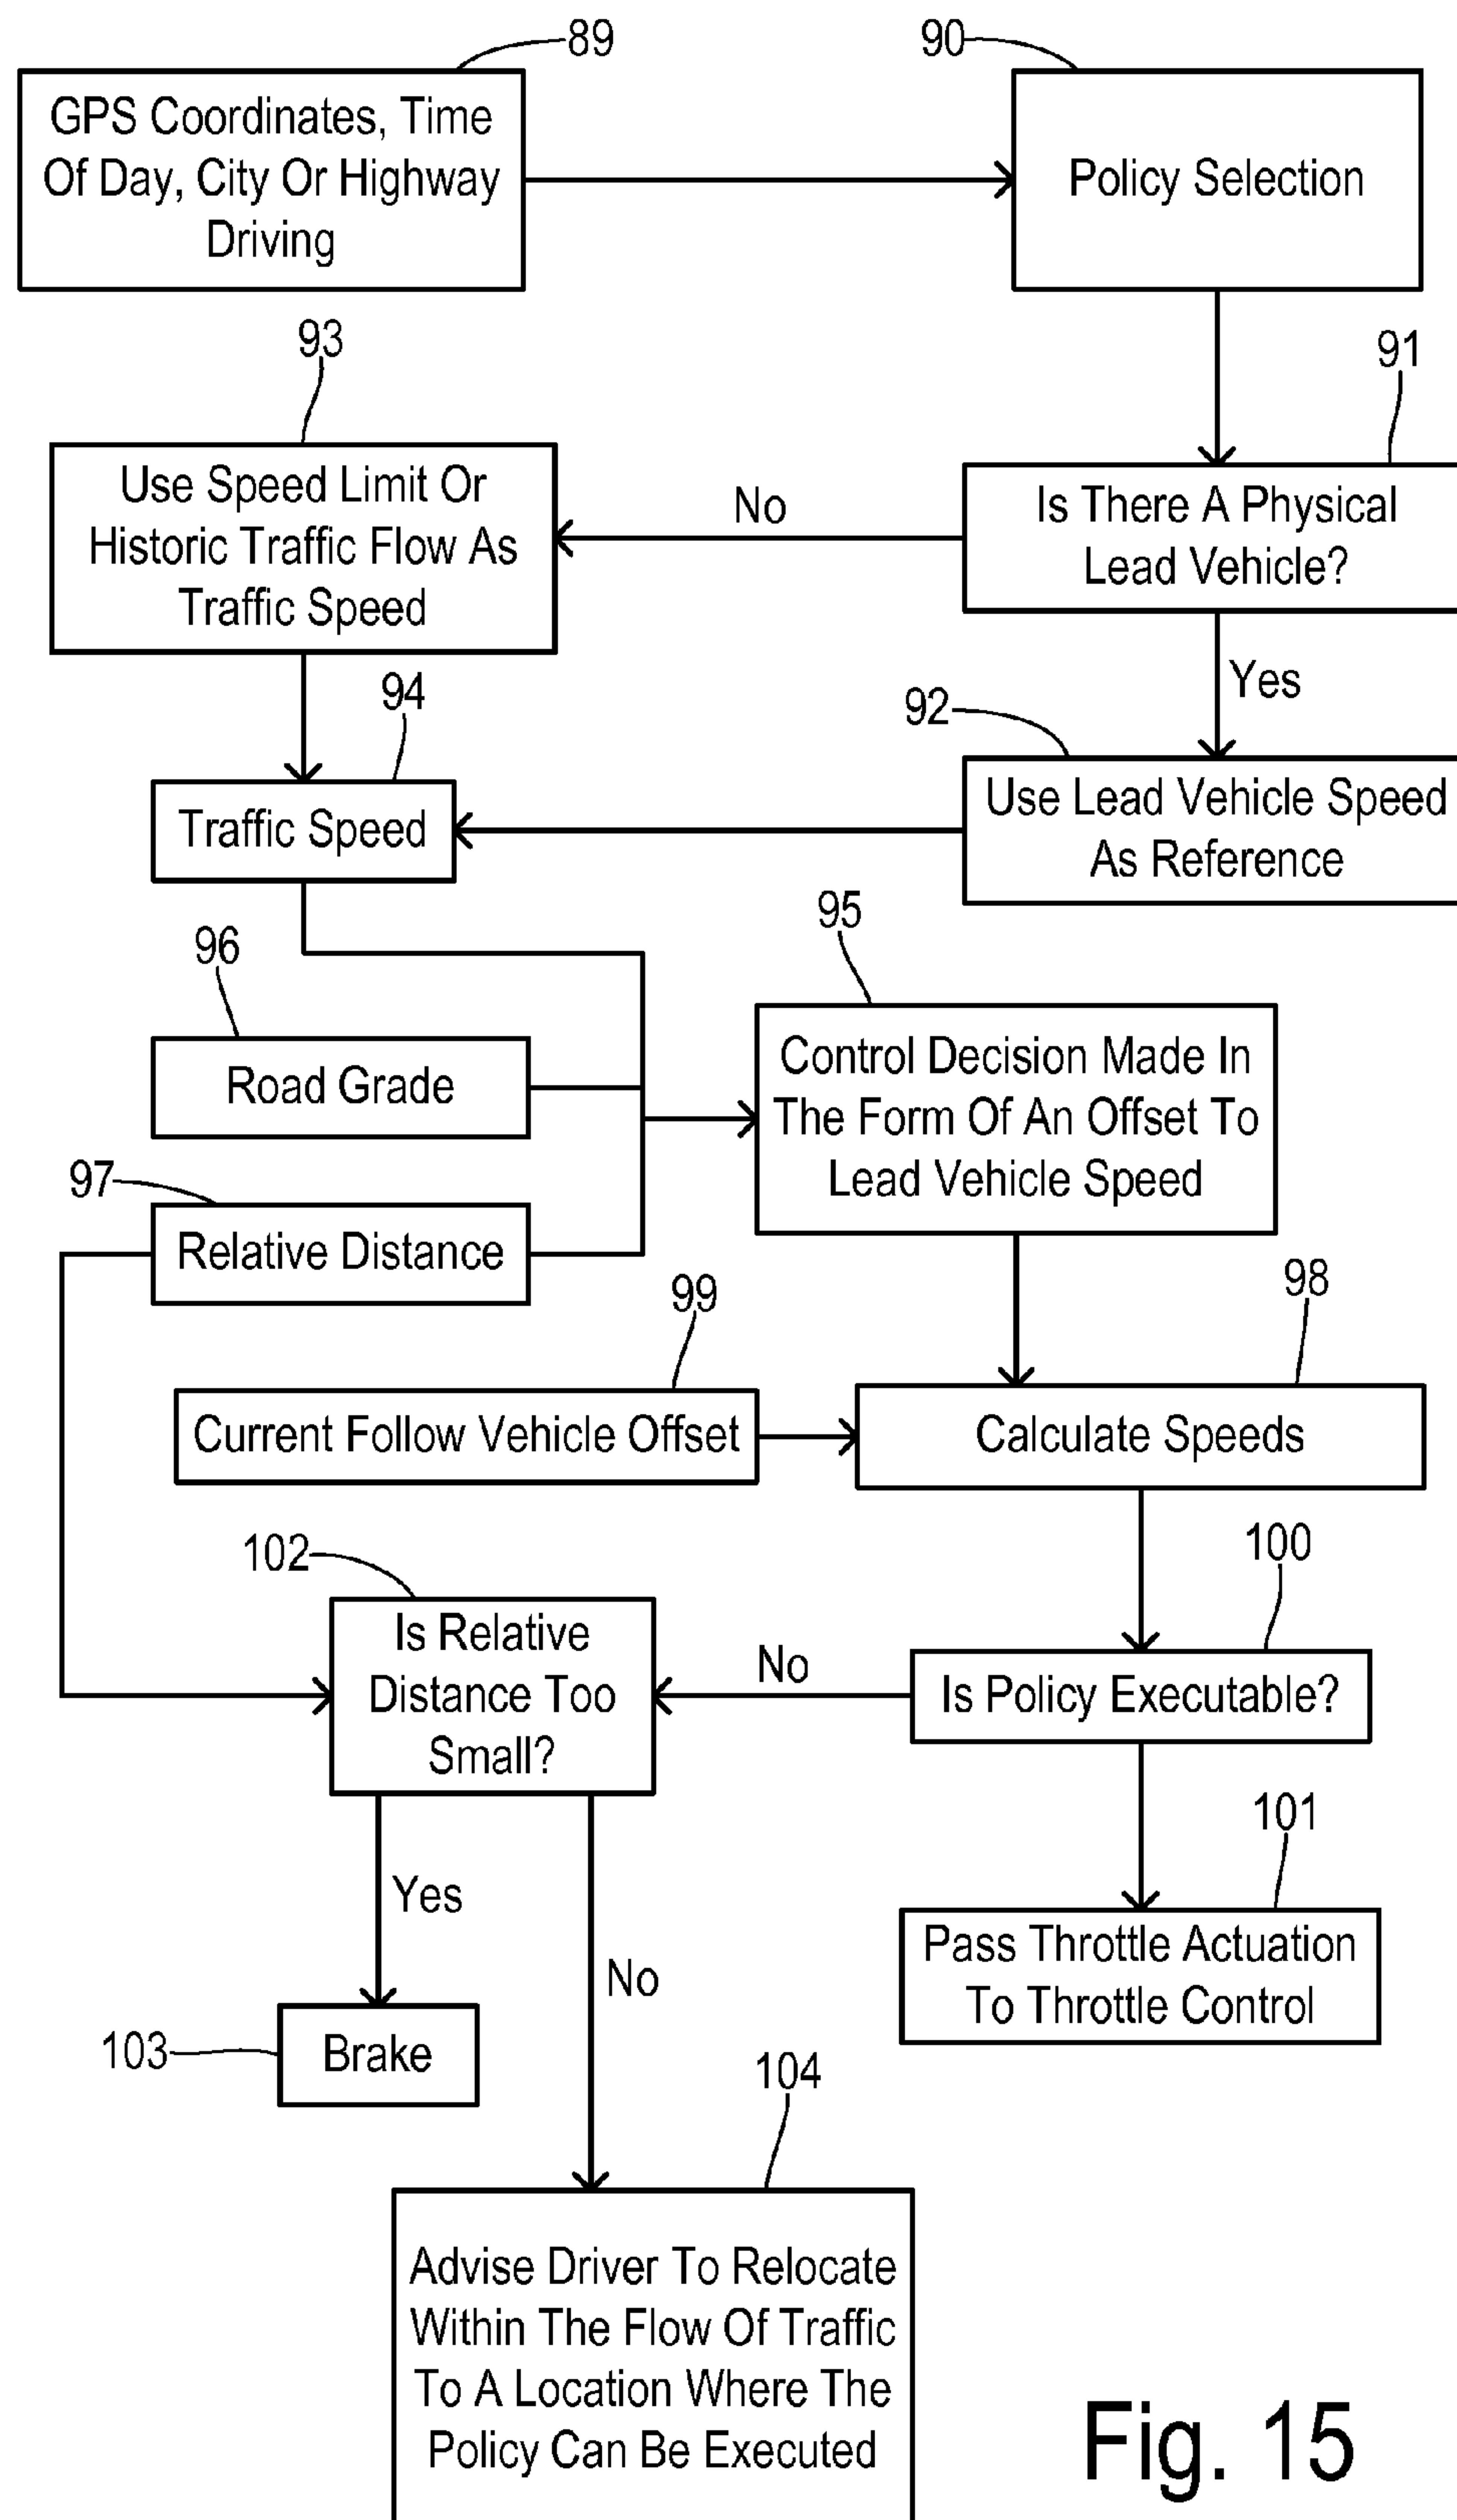 89
90
GPS Coordinates, Time
Of Day, City Or Highway
Driving
Policy Selection
93
91
Use Speed Limit Or
Historic Traffic Flow As
Traffic Speed
No
Is There A Physical
Lead Vehicle?
94
Yes
92
Traffic Speed
Use Lead Vehicle Speed
As Reference
95
96
Road Grade
Control Decision Made In
The Form Of An Offset To
Lead Vehicle Speed
97
Relative Distance
99
98
Current Follow Vehicle Offset
Calculate Speeds
102
100
Is Relative
Distance Too
Small?
No
Is Policy Executable?
101
Yes
No
Pass Throttle Actuation
To Throttle Control
103
Brake
104
Advise Driver To Relocate
Within The Flow Of Traffic
To A Location Where The
Policy Can Be Executed
Fig. 15